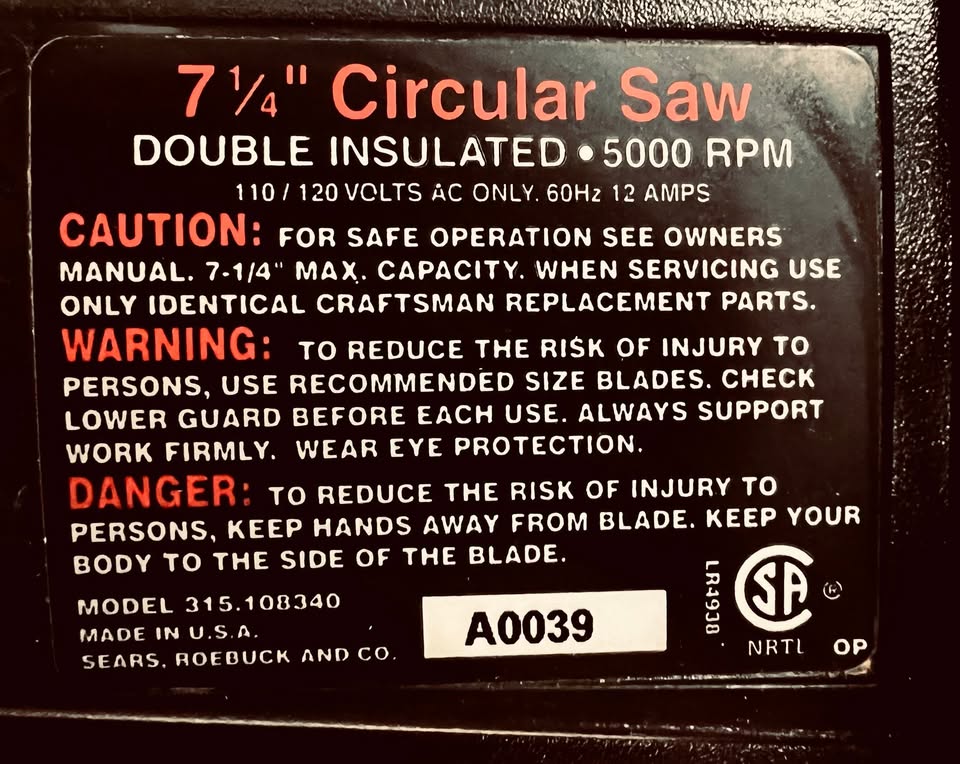 7 1/4" Circular Saw
DOUBLE INSULATED • 5000 RPM
110 / 120 VOLTS AC ONLY. 60Hz 12 AMPS
CAUTION: FOR SAFE OPERATION SEE OWNERS
MANUAL. 7-1/4" MAX. CAPACITY. WHEN SERVICING USE
ONLY IDENTICAL CRAFTSMAN REPLACEMENT PARTS.
WARNING: TO REDUCE THE RISK OF INJURY TO
PERSONS, USE RECOMMENDED SIZE BLADES. CHECK
LOWER GUARD BEFORE EACH USE. ALWAYS SUPPORT
WORK FIRMLY. WEAR EYE PROTECTION.
DANGER: TO REDUCE THE RISK OF INJURY TO
PERSONS, KEEP HANDS AWAY FROM BLADE. KEEP YOUR
BODY TO THE SIDE OF THE BLADE.
MODEL 315.108340
MADE IN U.S.A.
SEARS, ROEBUCK AND CO.
A0039
LR4938
CSA ®
NRTL OP